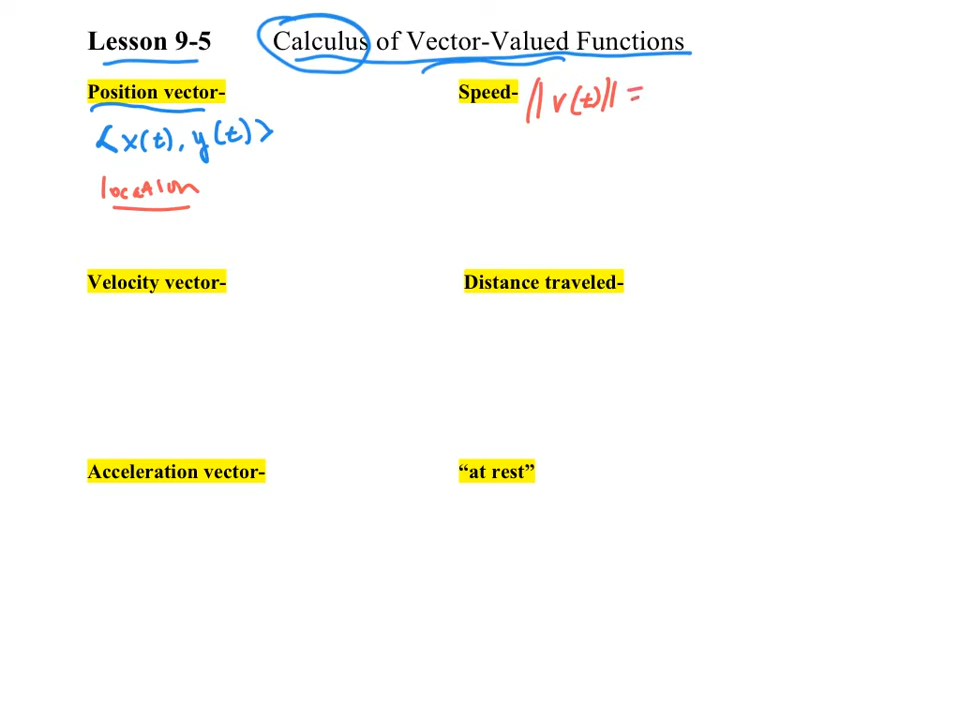 Lesson 9-5 Calculus of Vector-Valued Functions
Position vector- Speed- ||v(t)|| =
<x(t), y(t)>
location
Velocity vector- Distance traveled-
Acceleration vector- “at rest”